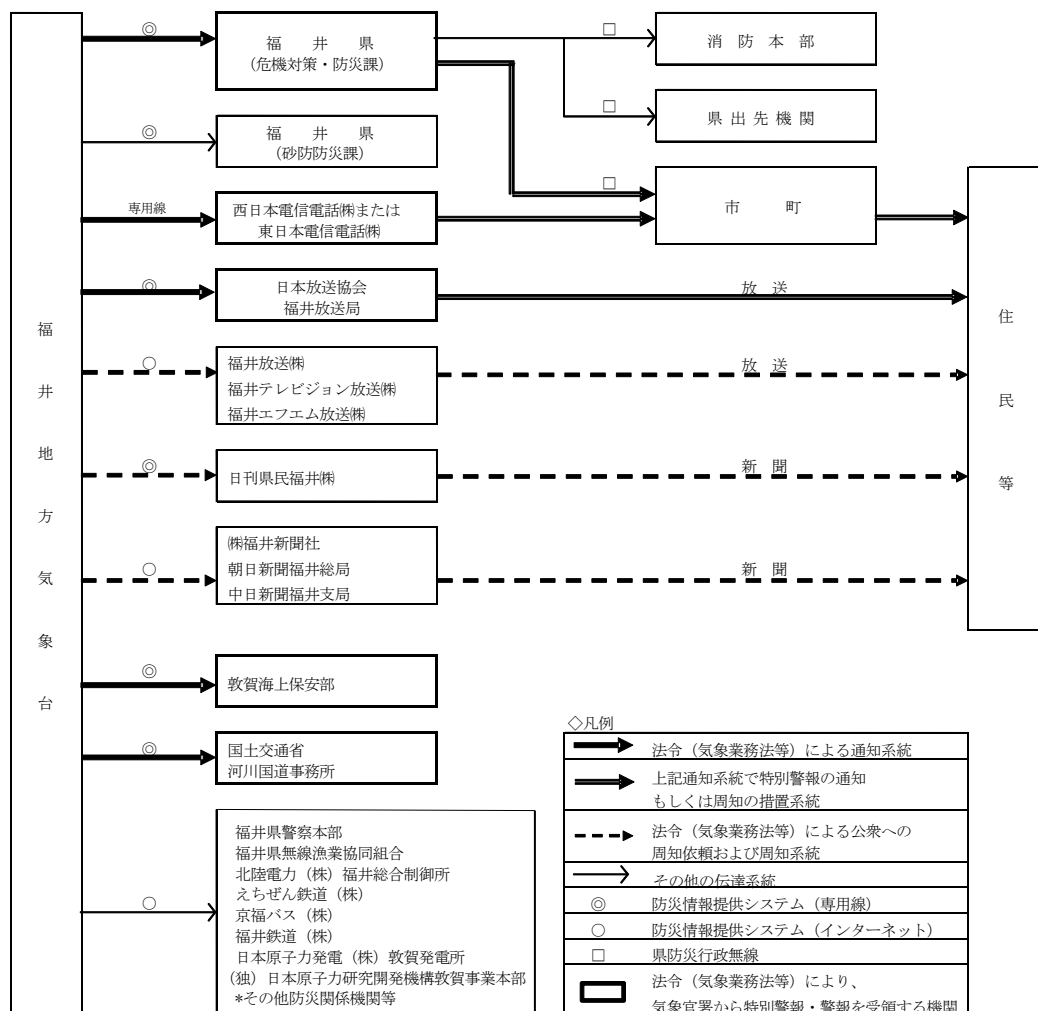 福井地方気象台
◎
福井県
(危機対策・防災課)
□
消防本部
□
県出先機関
◎
福井県
(砂防防災課)
□
市町
専用線
西日本電信電話㈱または
東日本電信電話㈱
◎
日本放送協会
福井放送局
放送
住民等
○
福井放送㈱
福井テレビジョン放送㈱
福井エフエム放送㈱
放送
◎
日刊県民福井㈱
新聞
○
㈱福井新聞社
朝日新聞福井総局
中日新聞福井支局
新聞
◎
敦賀海上保安部
◎
国土交通省
河川国道事務所
○
福井県警察本部
福井県無線漁業協同組合
北陸電力（株）福井総合制御所
えちぜん鉄道（株）
京福バス（株）
福井鉄道（株）
日本原子力発電（株）敦賀発電所
(独）日本原子力研究開発機構敦賀事業本部
*その他防災関係機関等
◇凡例
法令（気象業務法等）による通知系統
上記通知系統で特別警報の通知
もしくは周知の措置系統
法令（気象業務法等）による公衆への
周知依頼および周知系統
その他の伝達系統
◎ 防災情報提供システム（専用線）
○ 防災情報提供システム（インターネット）
□ 県防災行政無線
法令（気象業務法等）により、
気象官署から特別警報・警報を受領する機関